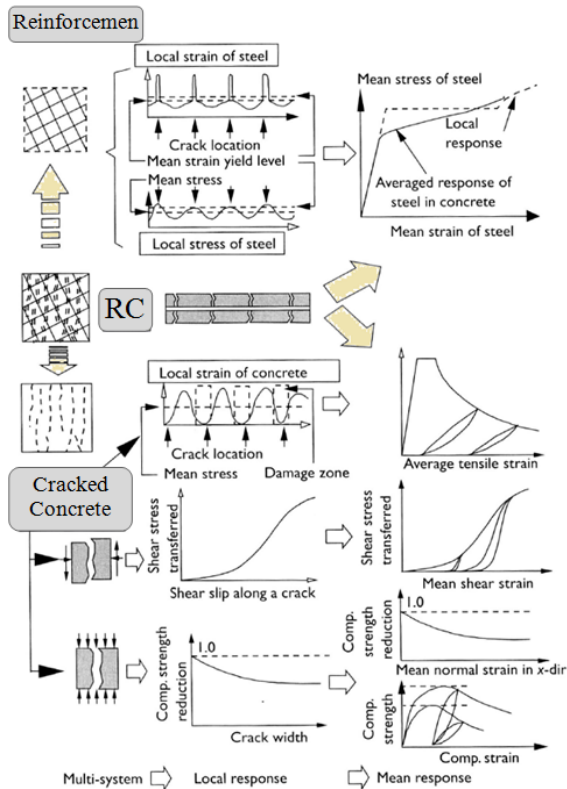 Reinforcemen
Local strain of steel
Crack location
Mean strain yield level
Mean stress
Local stress of steel
Mean stress of steel
Local
response
Averaged response of
steel in concrete
Mean strain of steel
RC
Local strain of concrete
Crack location
Mean stress
Damage zone
Average tensile strain
Cracked
Concrete
Shear stress
transferred
Shear slip along a crack
Shear stress
transferred
Mean shear strain
Comp. strength
reduction
1.0
Crack width
Comp. strength
reduction
1.0
Mean normal strain in x-dir
Comp.
strength
Comp. strain
Multi-system
Local response
Mean response